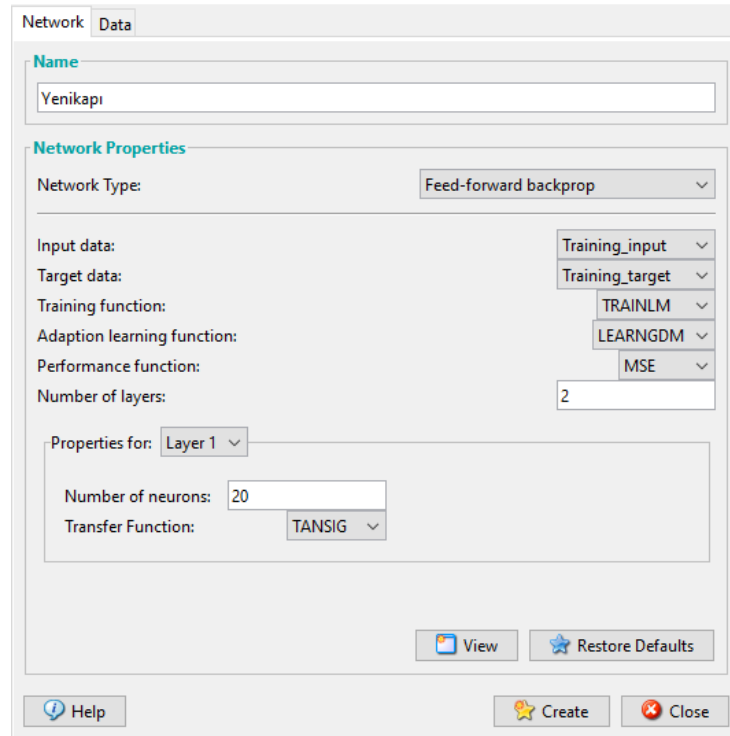 Network Data
Name
Yenikapı
Network Properties
Network Type: Feed-forward backprop
Input data: Training_input
Target data: Training_target
Training function: TRAINLM
Adaption learning function: LEARNGDM
Performance function: MSE
Number of layers: 2
Properties for: Layer 1
Number of neurons: 20
Transfer Function: TANSIG
View Restore Defaults
Help Create Close